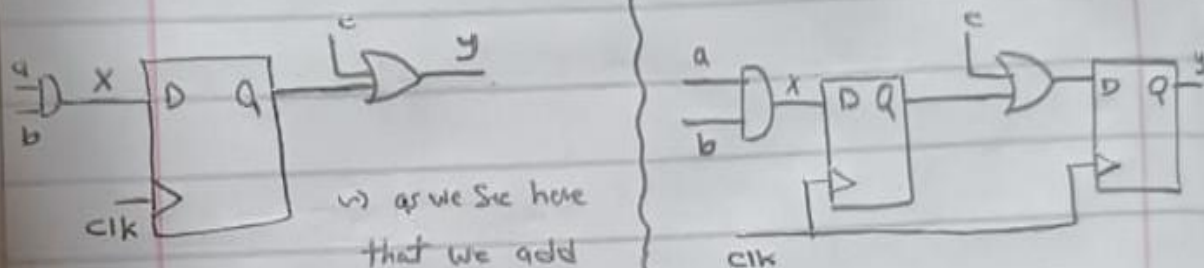 c
y
a
x
D Q
b
clk
↳ as we see here
that we add
c
a
x
D Q
D Q
y
b
clk